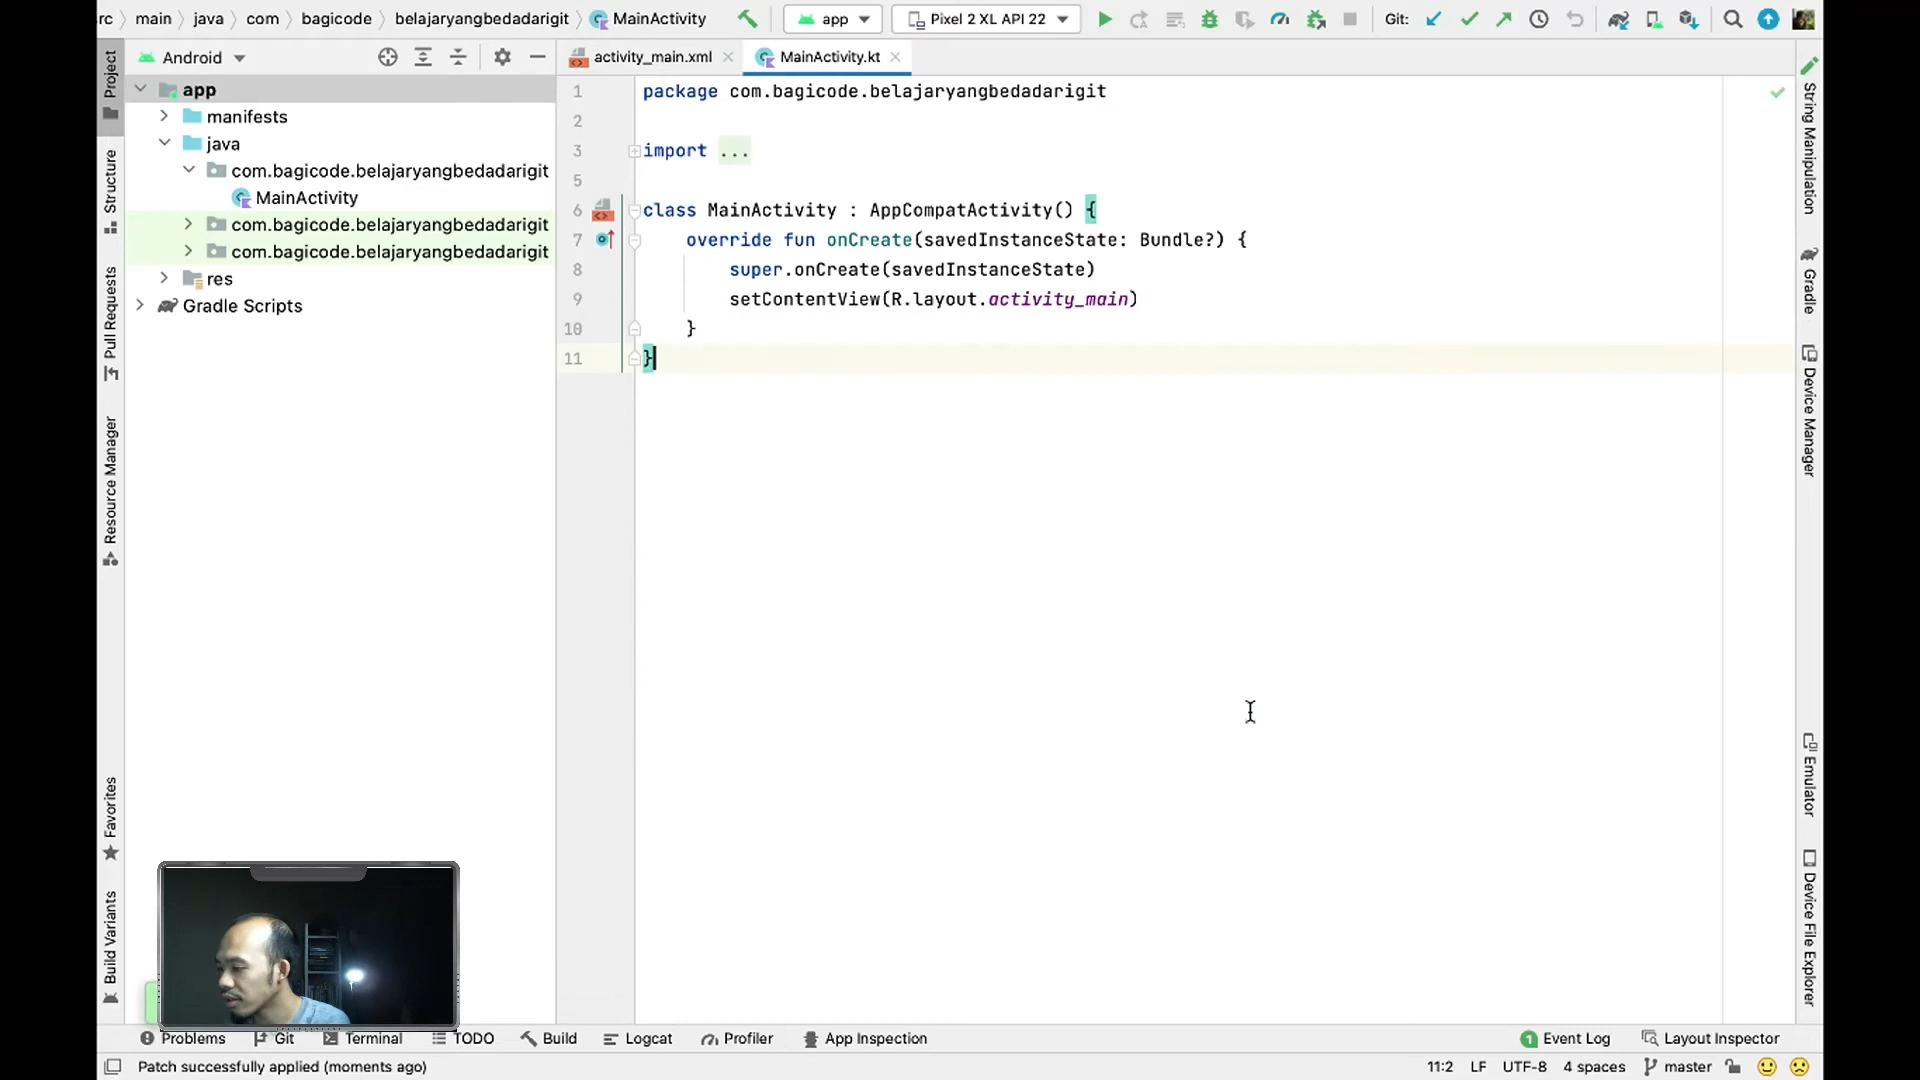 rc main java com bagicode belajaryangbedadarigit MainActivity app Pixel 2 XL API 22 Git:
Android
activity_main.xml
MainActivity.kt
Project
Structure
Pull Requests
Resource Manager
Favorites
Build Variants
app
manifests
java
com.bagicode.belajaryangbedadarigit
MainActivity
com.bagicode.belajaryangbedadarigit
com.bagicode.belajaryangbedadarigit
res
Gradle Scripts
1 package com.bagicode.belajaryangbedadarigit
2
3 import ...
5
6 class MainActivity : AppCompatActivity() {
7 override fun onCreate(savedInstanceState: Bundle?) {
8 super.onCreate(savedInstanceState)
9 setContentView(R.layout.activity_main)
10 }
11 }
String Manipulation
Gradle
Device Manager
Emulator
Device File Explorer
Problems Git Terminal TODO Build Logcat Profiler App Inspection 1 Event Log Layout Inspector
Patch successfully applied (moments ago) 11:2 LF UTF-8 4 spaces master